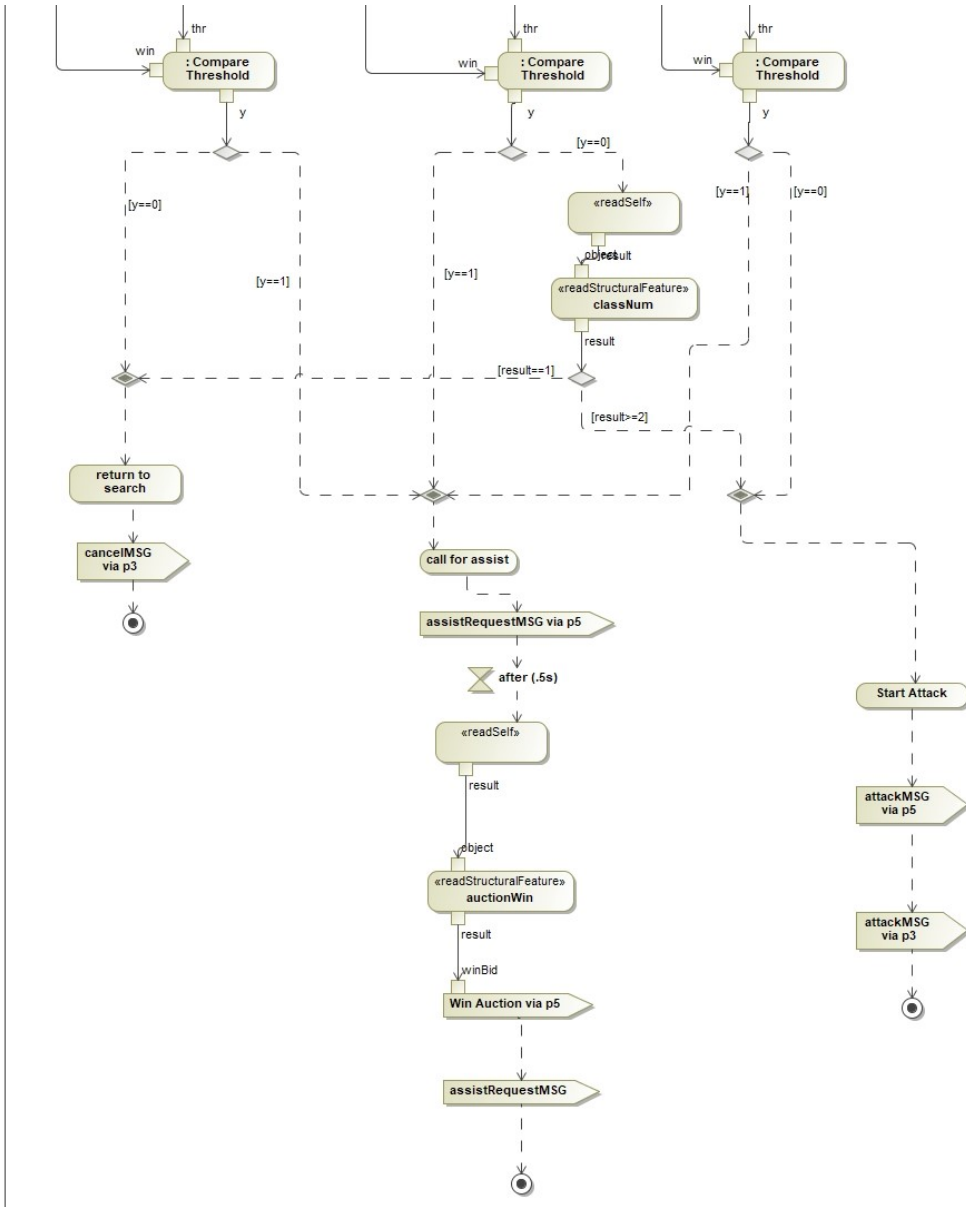 thr
thr
thr
win
win
win
: Compare
Threshold
: Compare
Threshold
: Compare
Threshold
y
y
y
[y==0]
[y==0]
[y==1]
[y==0]
«readSelf»
object
result
[y==1]
[y==1]
«readStructuralFeature»
classNum
result
[result==1]
[result>=2]
return to
search
cancelMSG
via p3
call for assist
assistRequestMSG via p5
after (.5s)
Start Attack
«readSelf»
result
attackMSG
via p5
object
«readStructuralFeature»
auctionWin
result
attackMSG
via p3
winBid
Win Auction via p5
assistRequestMSG